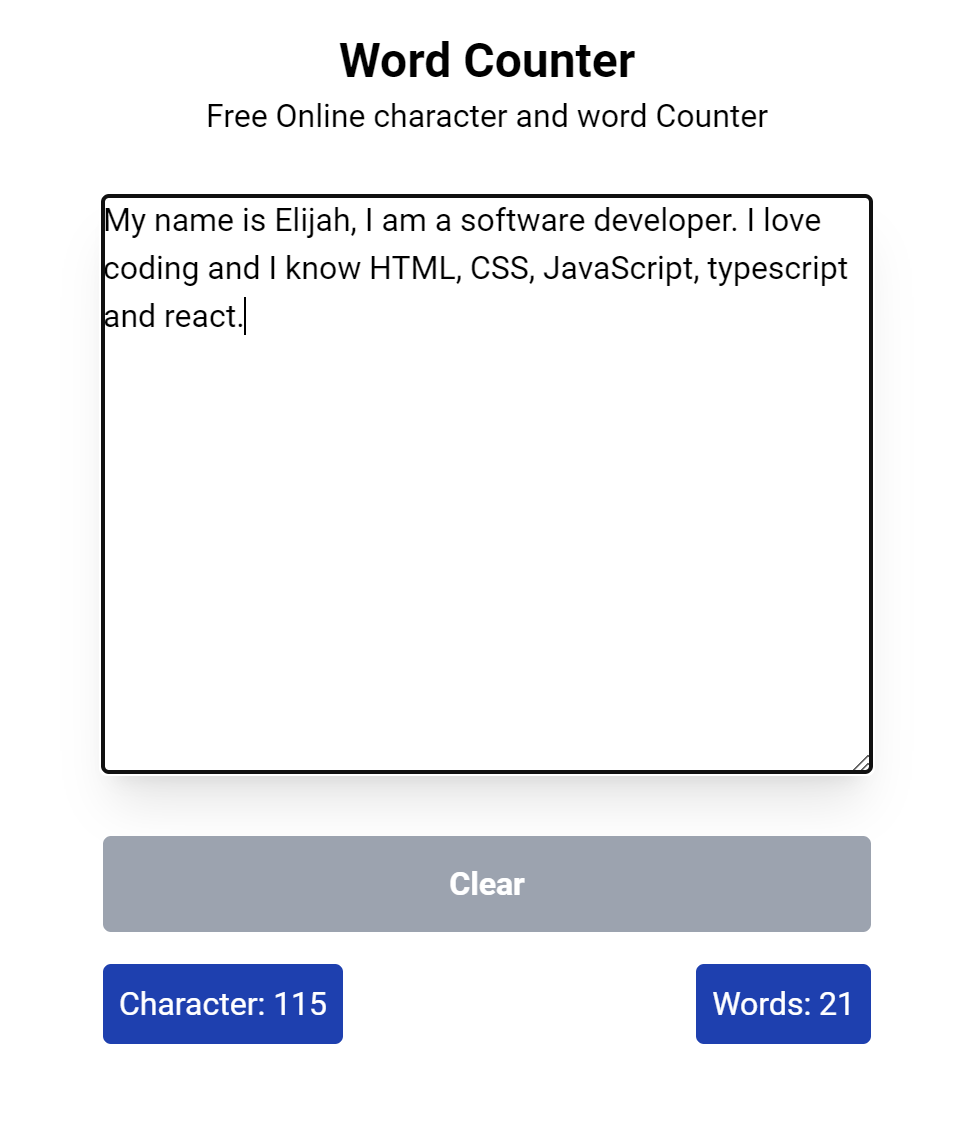 Word Counter
Free Online character and word Counter
My name is Elijah, I am a software developer. I love
coding and I know HTML, CSS, JavaScript, typescript
and react.
Clear
Character: 115
Words: 21